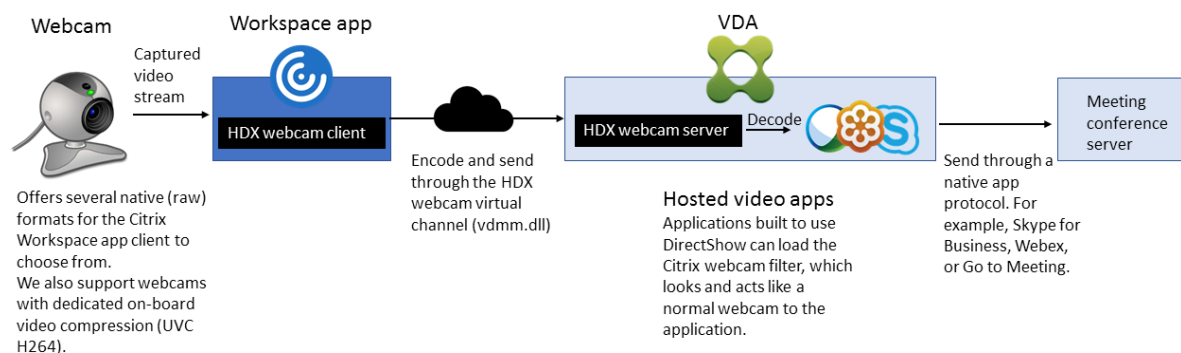 Webcam
Captured
video
stream
Offers several native (raw)
formats for the Citrix
Workspace app client to
choose from.
We also support webcams
with dedicated on-board
video compression (UVC
H264).
Workspace app
HDX webcam client
Encode and send
through the HDX
webcam virtual
channel (vdmm.dll)
VDA
HDX webcam server
Decode
S
Hosted video apps
Applications built to use
DirectShow can load the
Citrix webcam filter, which
looks and acts like a
normal webcam to the
application.
Send through a
native app
protocol. For
example, Skype for
Business, Webex,
or Go to Meeting.
Meeting
conference
server